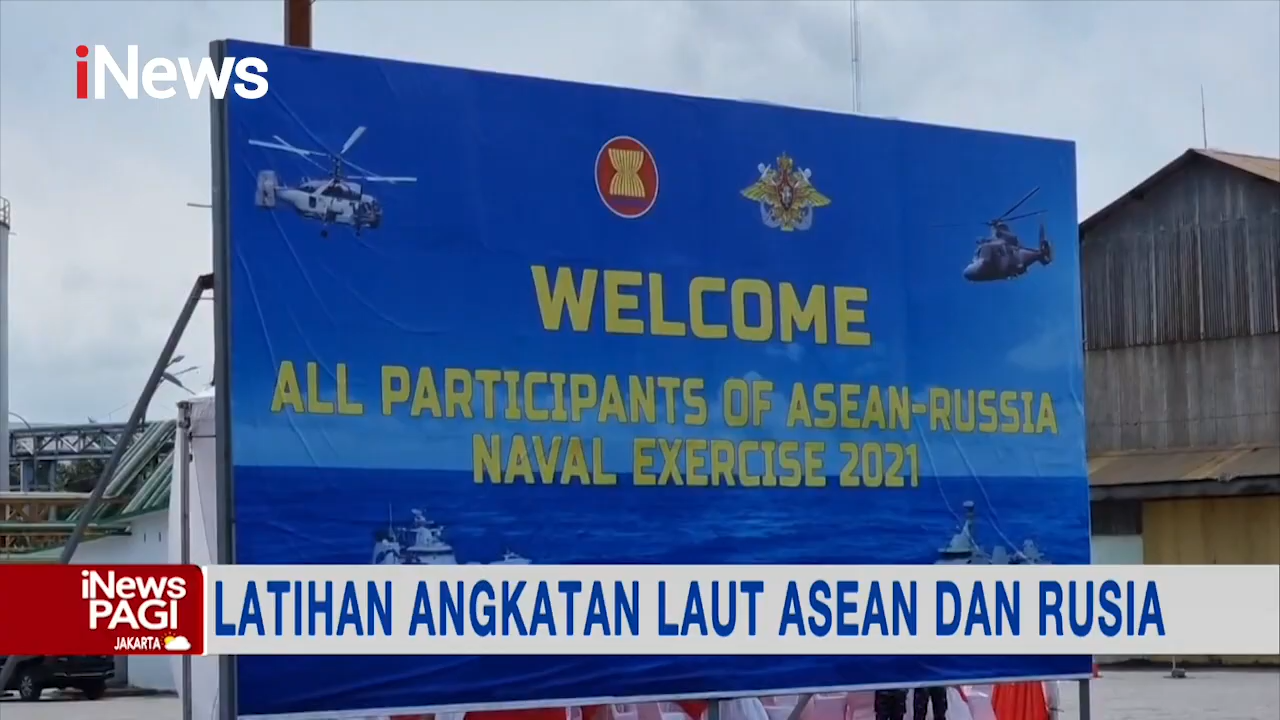 iNews
WELCOME
ALL PARTICIPANTS OF ASEAN-RUSSIA
NAVAL EXERCISE 2021
iNews
PAGI
JAKARTA
LATIHAN ANGKATAN LAUT ASEAN DAN RUSIA